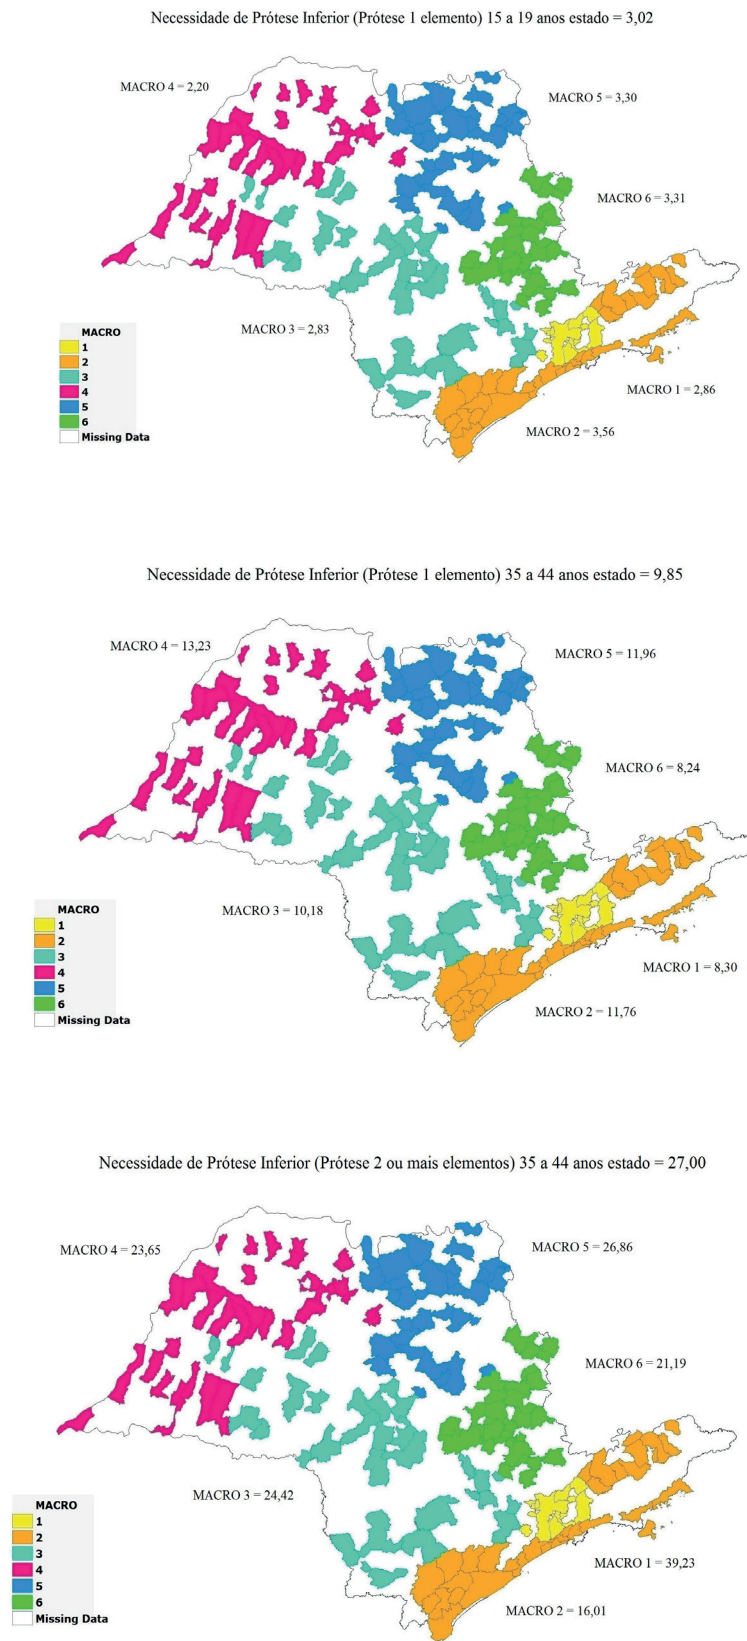 Necessidade de Prótese Inferior (Prótese 1 elemento) 15 a 19 anos estado = 3,02
MACRO 4 = 2,20
MACRO 5 = 3,30
MACRO 6 = 3,31
MACRO 3 = 2,83
MACRO 1 = 2,86
MACRO 2 = 3,56
MACRO
1
2
3
4
5
6
Missing Data
Necessidade de Prótese Inferior (Prótese 1 elemento) 35 a 44 anos estado = 9,85
MACRO 4 = 13,23
MACRO 5 = 11,96
MACRO 6 = 8,24
MACRO 3 = 10,18
MACRO 1 = 8,30
MACRO 2 = 11,76
MACRO
1
2
3
4
5
6
Missing Data
Necessidade de Prótese Inferior (Prótese 2 ou mais elementos) 35 a 44 anos estado = 27,00
MACRO 4 = 23,65
MACRO 5 = 26,86
MACRO 6 = 21,19
MACRO 3 = 24,42
MACRO 1 = 39,23
MACRO 2 = 16,01
MACRO
1
2
3
4
5
6
Missing Data